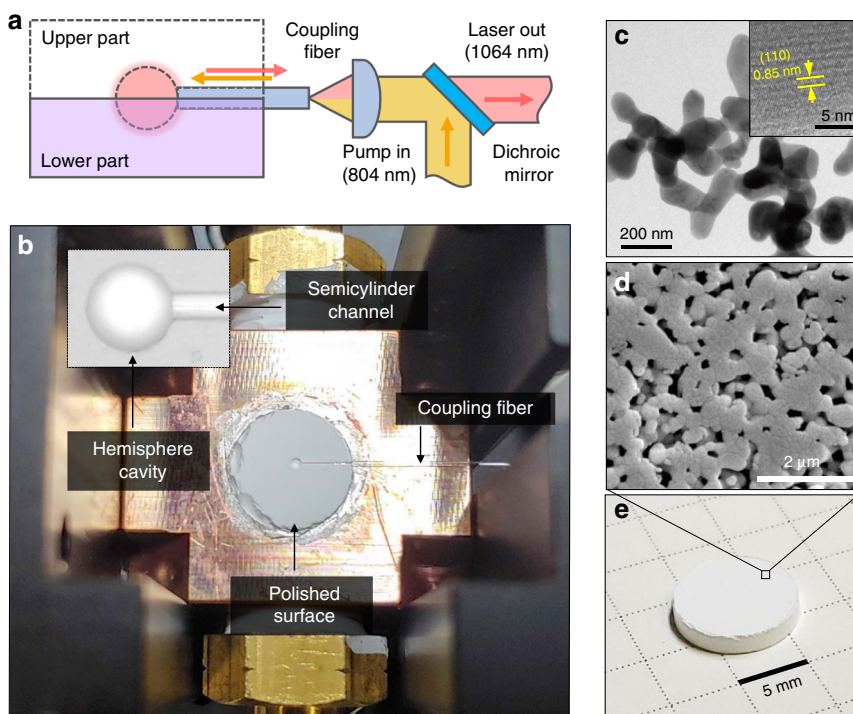 a
Upper part
Lower part
Coupling
fiber
Laser out
(1064 nm)
Pump in
(804 nm)
Dichroic
mirror
b
Semicylinder
channel
Coupling fiber
Hemisphere
cavity
Polished
surface
c
(110)
0.85 nm
5 nm
200 nm
d
2 μm
e
5 mm